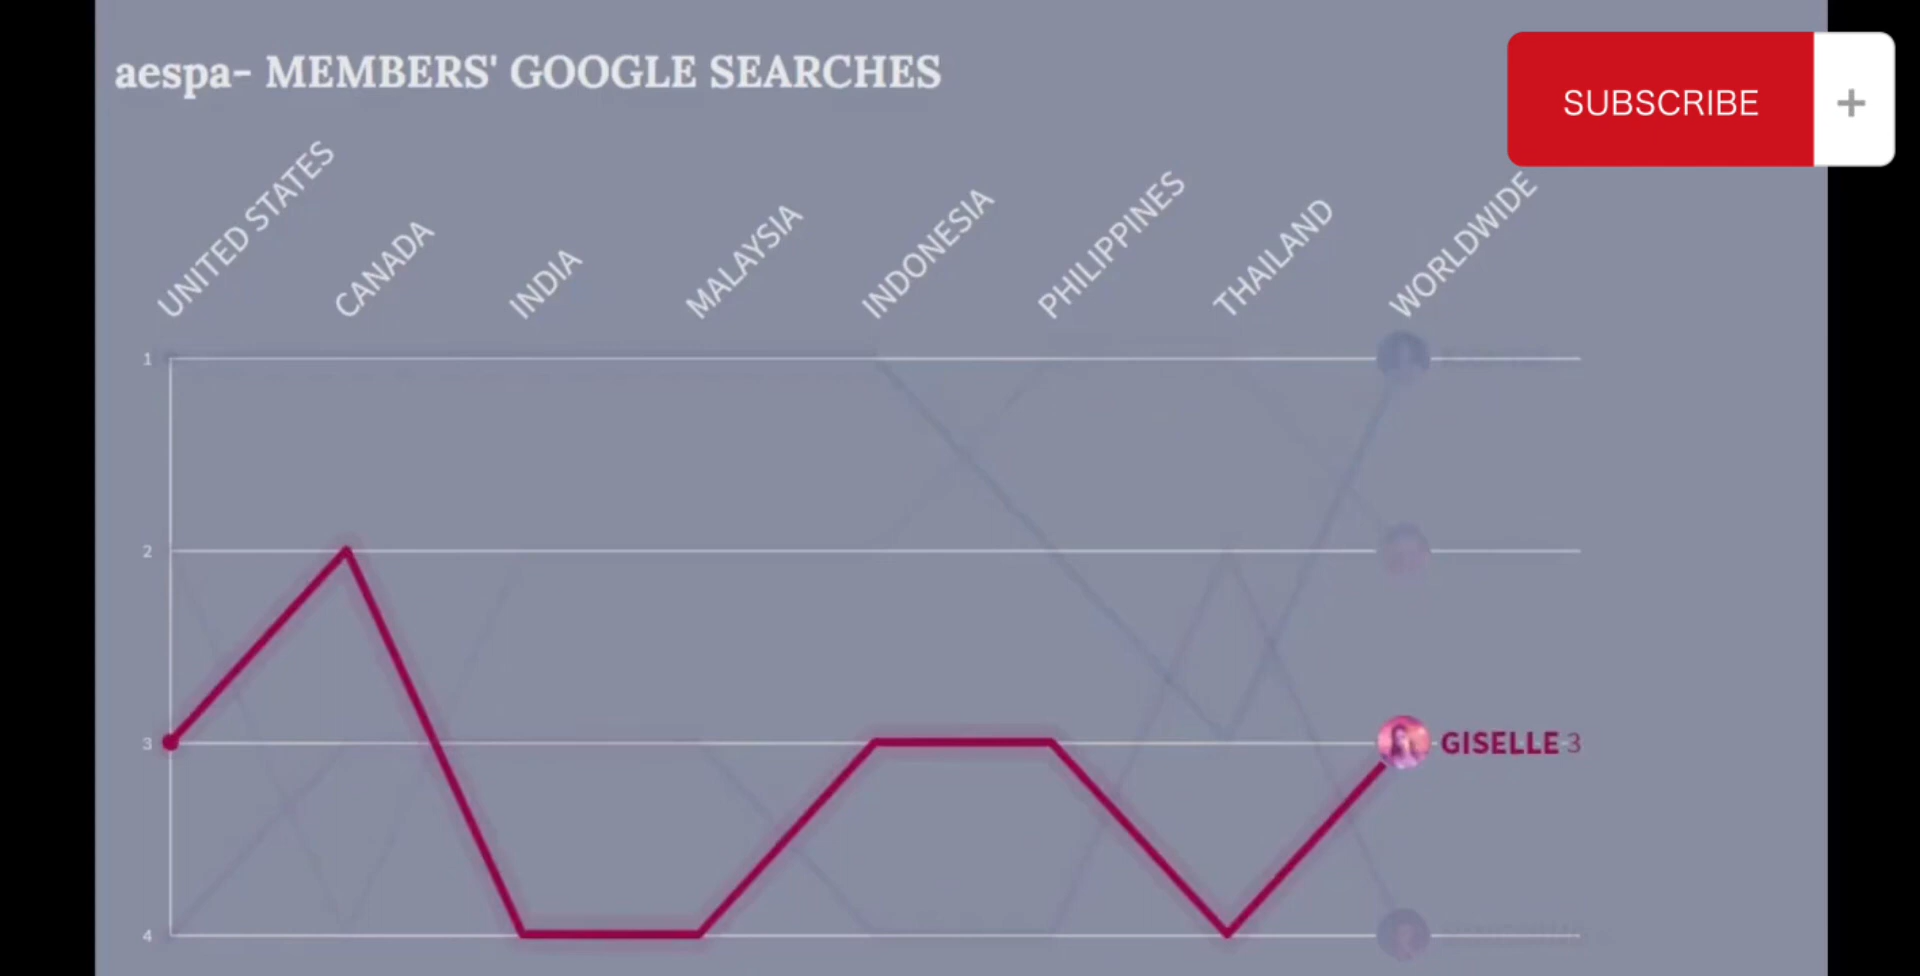 aespa- MEMBERS' GOOGLE SEARCHES
SUBSCRIBE +
UNITED STATES
CANADA
INDIA
MALAYSIA
INDONESIA
PHILIPPINES
THAILAND
WORLDWIDE
1
2
3
GISELLE 3
4